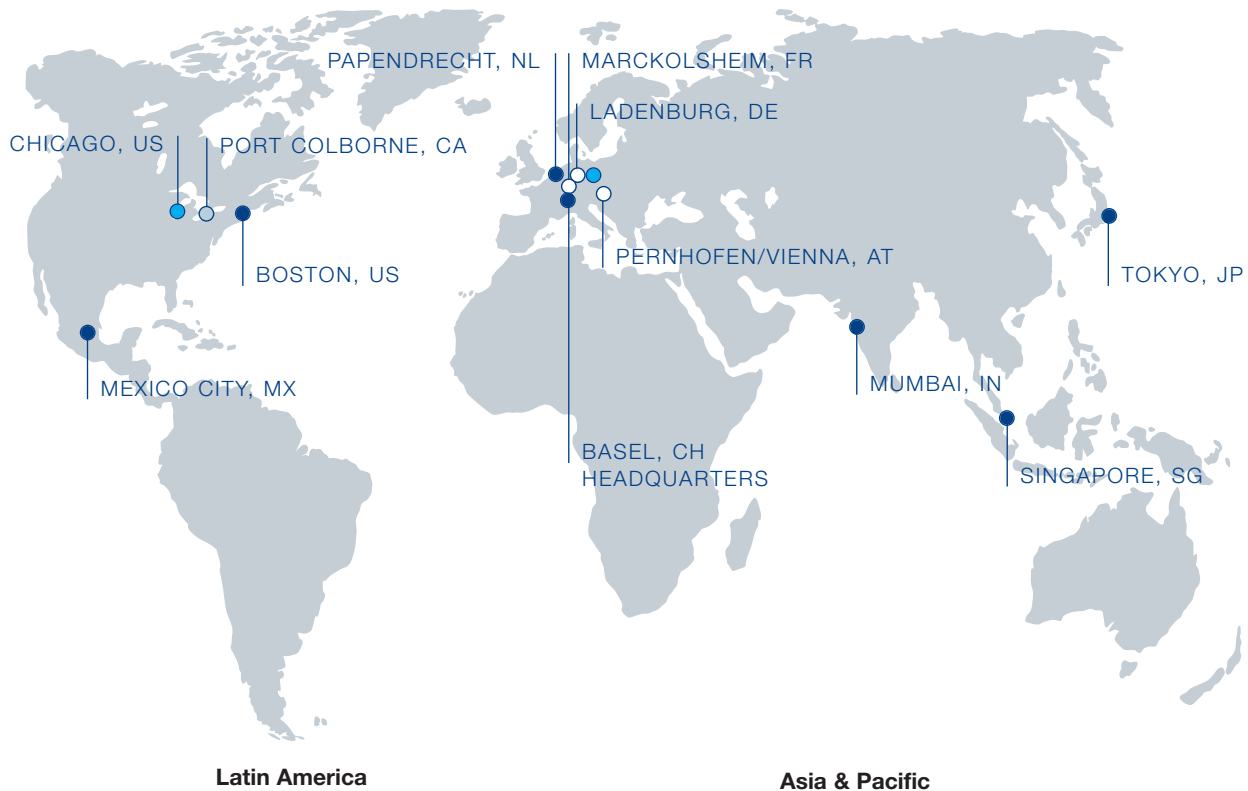 PAPENDRECHT, NL
MARCKOLSHEIM, FR
LADENBURG, DE
CHICAGO, US
PORT COLBORNE, CA
BOSTON, US
PERNHOFEN/VIENNA, AT
TOKYO, JP
MEXICO CITY, MX
MUMBAI, IN
BASEL, CH
HEADQUARTERS
SINGAPORE, SG
Latin America
Asia & Pacific